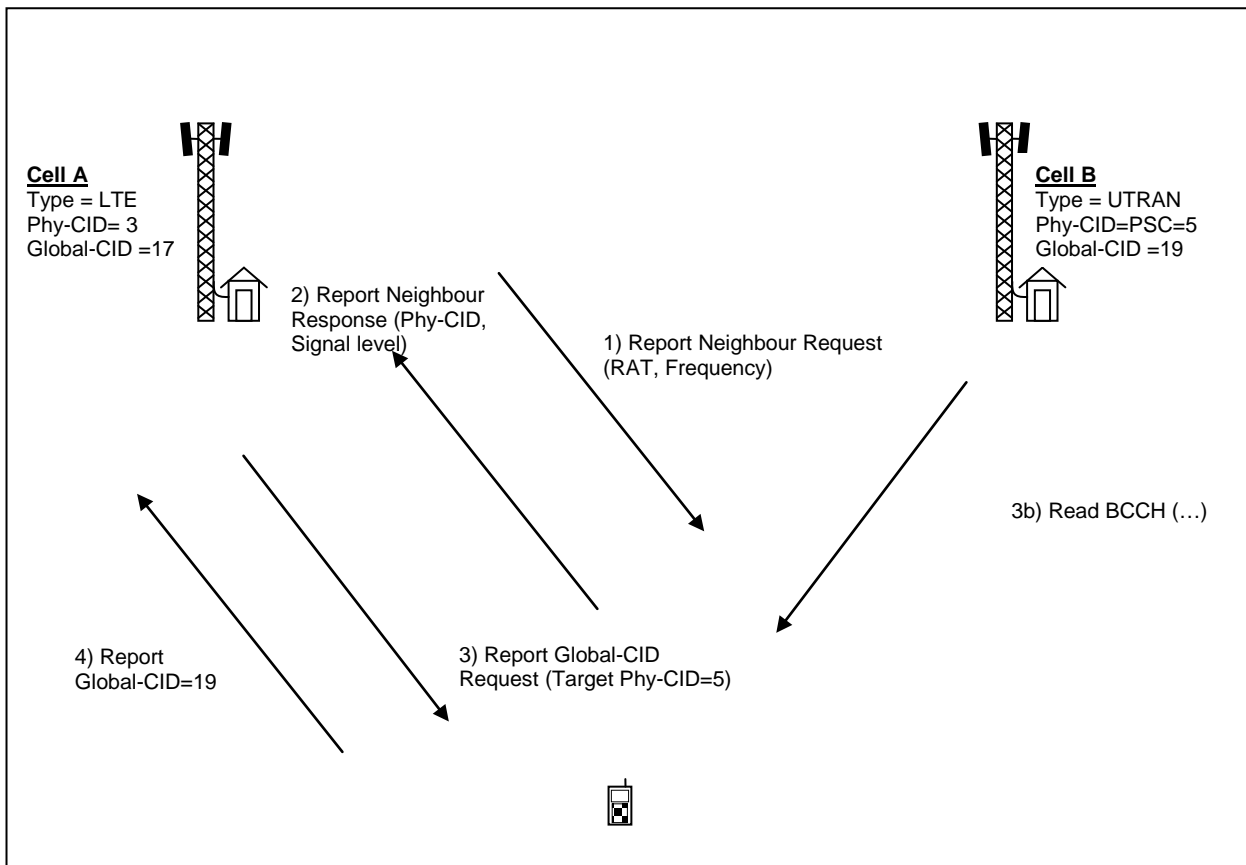 Cell A
Type = LTE
Phy-CID= 3
Global-CID =17
Cell B
Type = UTRAN
Phy-CID=PSC=5
Global-CID =19
2) Report Neighbour
Response (Phy-CID,
Signal level)
1) Report Neighbour Request
(RAT, Frequency)
3b) Read BCCH (…)
4) Report
Global-CID=19
3) Report Global-CID
Request (Target Phy-CID=5)